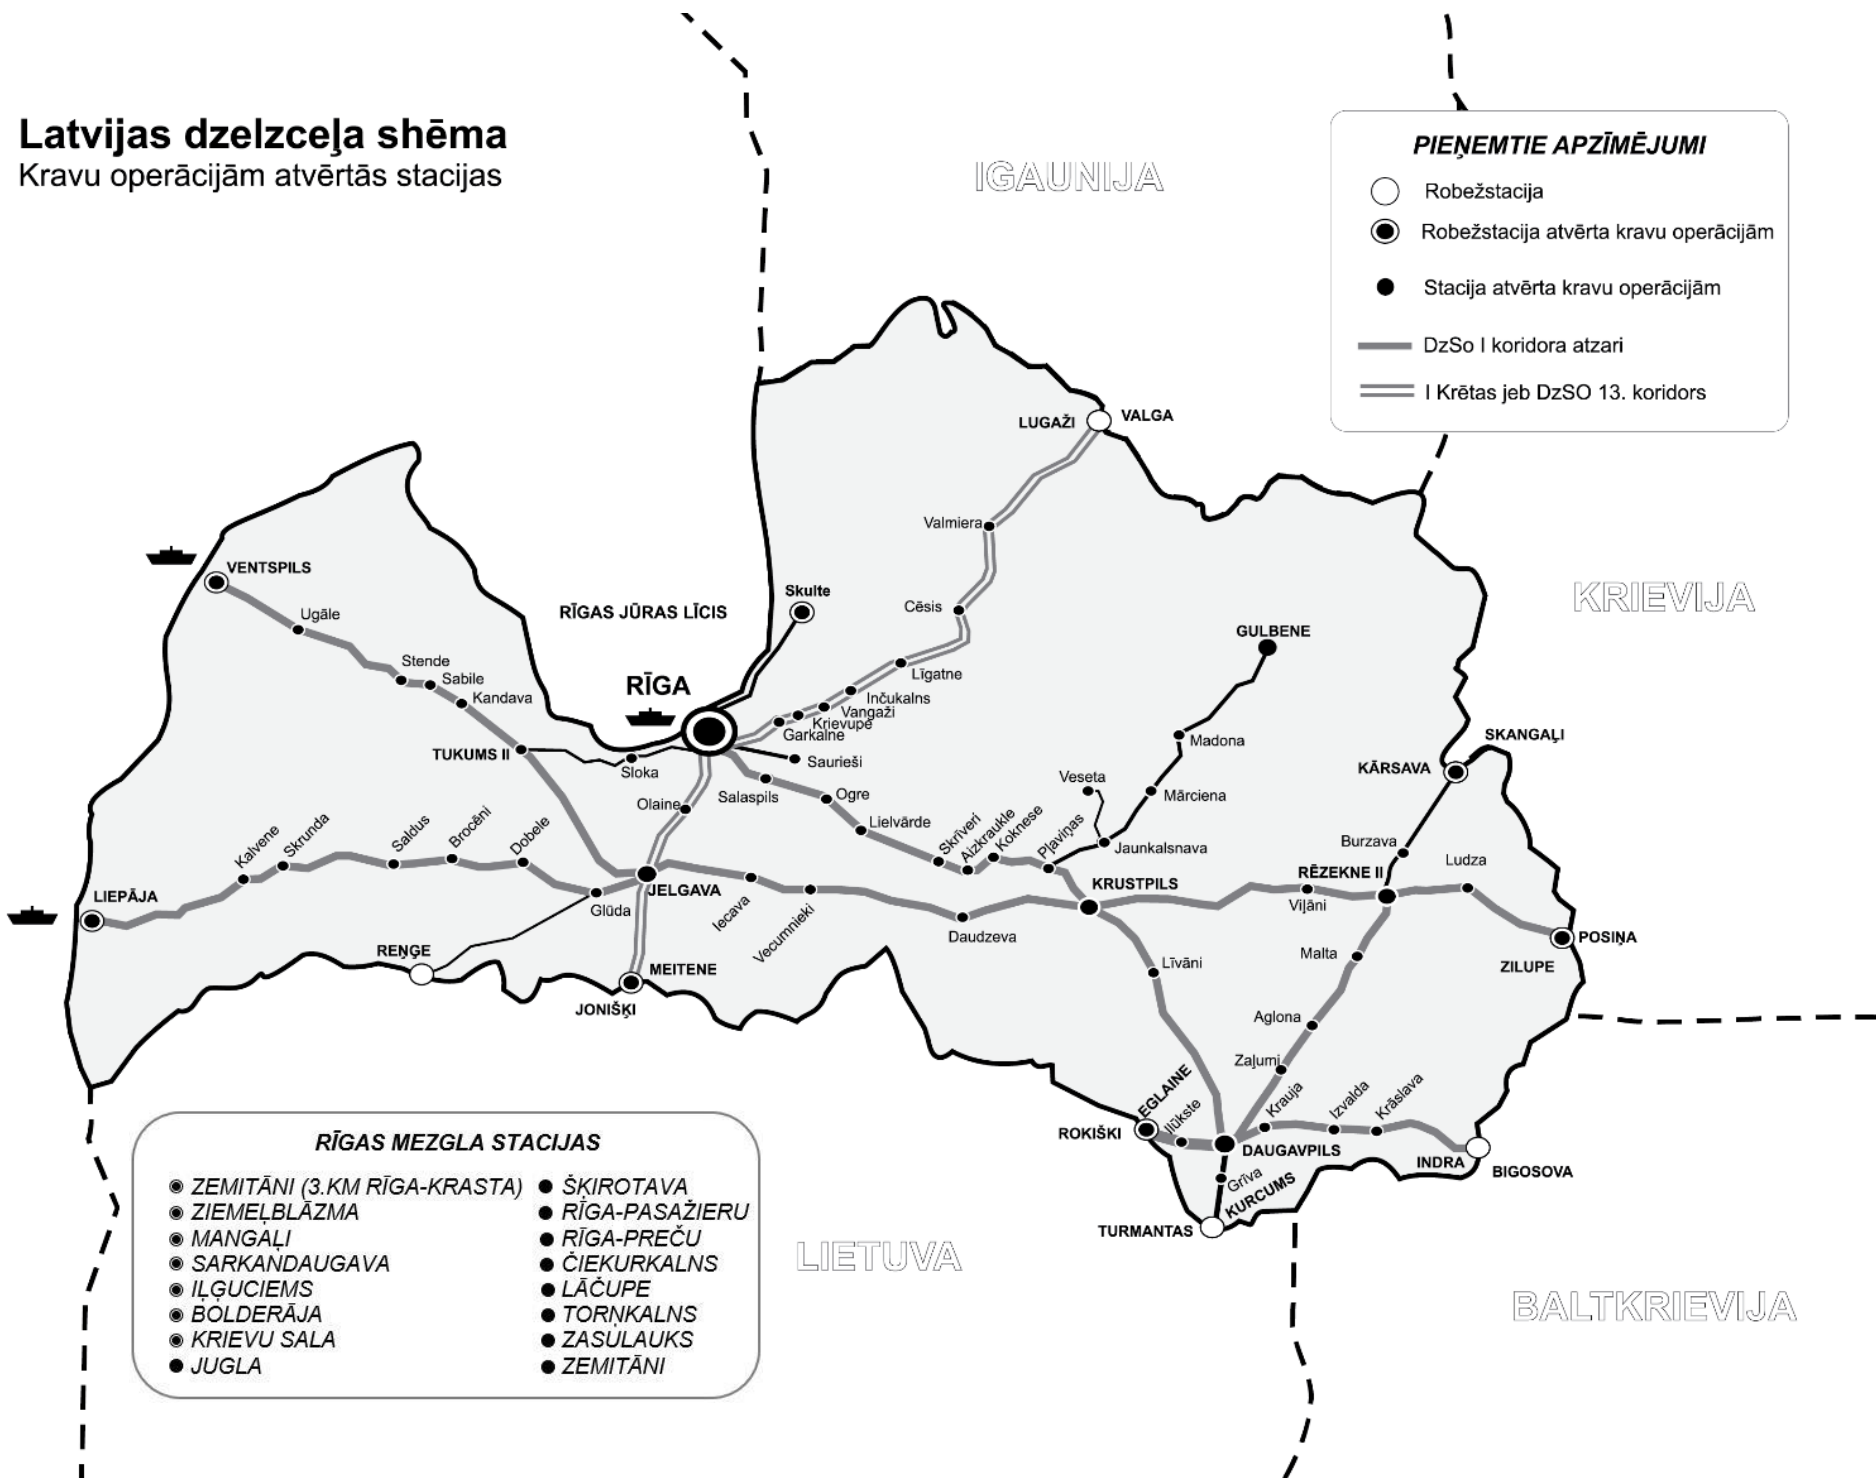 Latvijas dzelzceļa shēma
Kravu operācijām atvērtās stacijas
IGAUNIJA
PIEŅEMTIE APZĪMĒJUMI
Robežstacija
Robežstacija atvērta kravu operācijām
Stacija atvērta kravu operācijām
DzSo I koridora atzari
I Krētas jeb DzSO 13. koridors
LUGAŽI
VALGA
Valmiera
VENTSPILS
Skulte
KRIEVIJA
RĪGAS JŪRAS LĪCIS
Cēsis
Ugāle
GULBENE
Stende
Sabile
Kandava
RĪGA
Līgatne
Inčukalns
Vangaži
Krievupe
Garkalne
TUKUMS II
Sloka
Saurieši
Madona
SKANGAĻI
KĀRSAVA
Olaine
Salaspils
Ogre
Veseta
Mārciena
Lielvārde
Kalvene
Skrunda
Saldus
Brocēni
Dobele
Skrīveri
Aizkraukle
Koknese
Pļaviņas
Jaunkalsnava
Burzava
Ludza
RĒZEKNE II
LIEPĀJA
JELGAVA
Glūda
Iecava
Vecumnieki
KRUSTPILS
Viļāni
Daudzeva
POSIŅA
ZILUPE
REŅĢE
MEITENE
JONIŠĶI
Līvāni
Malta
Aglona
Zaļumi
EGLAINE
Ilūkste
Krauja
Izvalda
Krāslava
ROKIŠKI
DAUGAVPILS
INDRA
BIGOSOVA
Grīva
KURCUMS
TURMANTAS
LIETUVA
BALTKRIEVIJA
RĪGAS MEZGLA STACIJAS
ZEMITĀNI (3.KM RĪGA-KRASTA)
ZIEMEĻBLĀZMA
MANGAĻI
SARKANDAUGAVA
IĻĢUCIEMS
BOLDERĀJA
KRIEVU SALA
JUGLA
ŠĶIROTAVA
RĪGA-PASAŽIERU
RĪGA-PREČU
ČIEKURKALNS
LĀČUPE
TORŅKALNS
ZASULAUKS
ZEMITĀNI